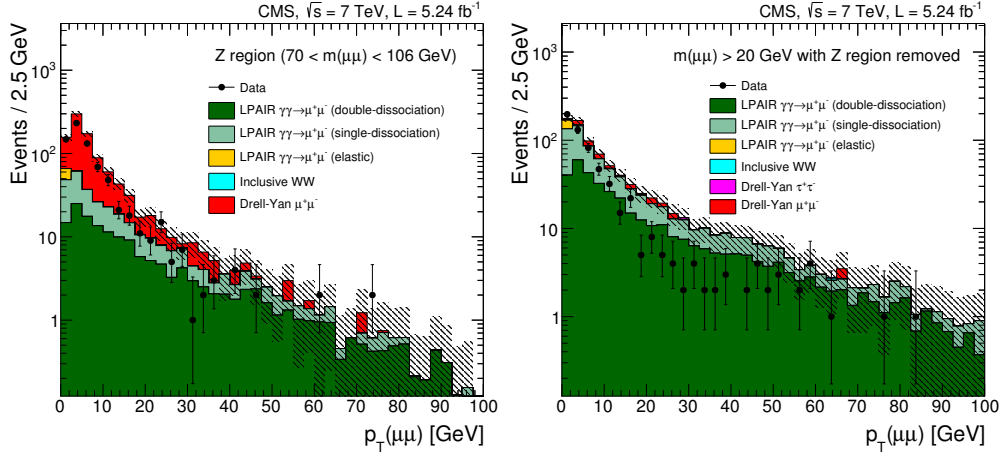 CMS, √s = 7 TeV, L = 5.24 fb⁻¹
Z region (70 < m(μμ) < 106 GeV)
Data
LPAIR γγ→μ⁺μ⁻ (double-dissociation)
LPAIR γγ→μ⁺μ⁻ (single-dissociation)
LPAIR γγ→μ⁺μ⁻ (elastic)
Inclusive WW
Drell-Yan μ⁺μ⁻
Events / 2.5 GeV
10³
10²
10
1
0 10 20 30 40 50 60 70 80 90 100
p_T(μμ) [GeV]
CMS, √s = 7 TeV, L = 5.24 fb⁻¹
m(μμ) > 20 GeV with Z region removed
Data
LPAIR γγ→μ⁺μ⁻ (double-dissociation)
LPAIR γγ→μ⁺μ⁻ (single-dissociation)
LPAIR γγ→μ⁺μ⁻ (elastic)
Inclusive WW
Drell-Yan τ⁺τ⁻
Drell-Yan μ⁺μ⁻
Events / 2.5 GeV
10³
10²
10
1
0 10 20 30 40 50 60 70 80 90 100
p_T(μμ) [GeV]